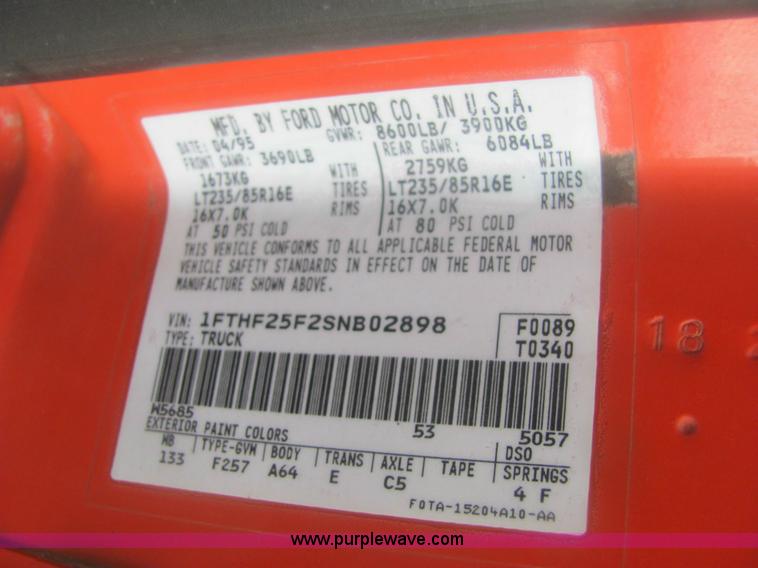 MFD. BY FORD MOTOR CO. IN U.S.A.
DATE: 04/95 GVWR: 8600LB/ 3900KG
FRONT GAWR: 3690LB REAR GAWR: 6084LB
1673KG WITH 2759KG WITH
LT235/85R16E TIRES LT235/85R16E TIRES
16X7.0K RIMS 16X7.0K RIMS
AT 50 PSI COLD AT 80 PSI COLD
THIS VEHICLE CONFORMS TO ALL APPLICABLE FEDERAL MOTOR
VEHICLE SAFETY STANDARDS IN EFFECT ON THE DATE OF
MANUFACTURE SHOWN ABOVE.
VIN: 1FTHF25F2SNB02898 F0089
TYPE: TRUCK T0340
W5685
EXTERIOR PAINT COLORS 53 5057
WB TYPE-GVW BODY TRANS AXLE TAPE DSO SPRINGS
133 F257 A64 E C5 4 F
F0TA-15204A10-AA
18 2
www.purplewave.com